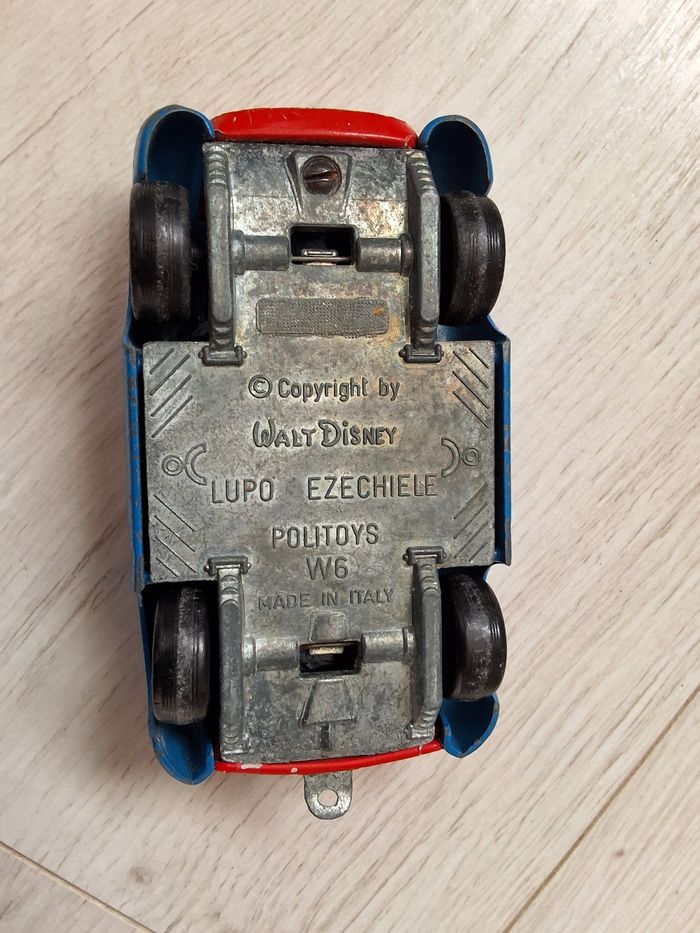 © Copyright by
WALT DISNEY
LUPO EZECHIELE
POLITOYS
W6
MADE IN ITALY